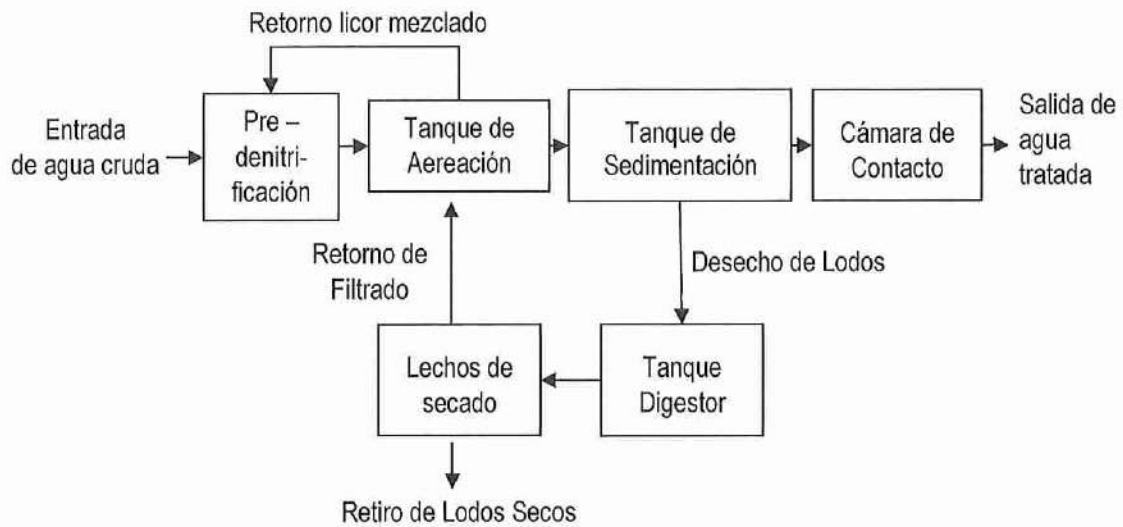 Retorno licor mezclado
Entrada
de agua cruda
Pre –
denitri-
ificación
Tanque de
Aereación
Tanque de
Sedimentación
Cámara de
Contacto
Salida de
agua
tratada
Retorno de
Filtrado
Desecho de Lodos
Lechos de
secado
Tanque
Digestor
Retiro de Lodos Secos